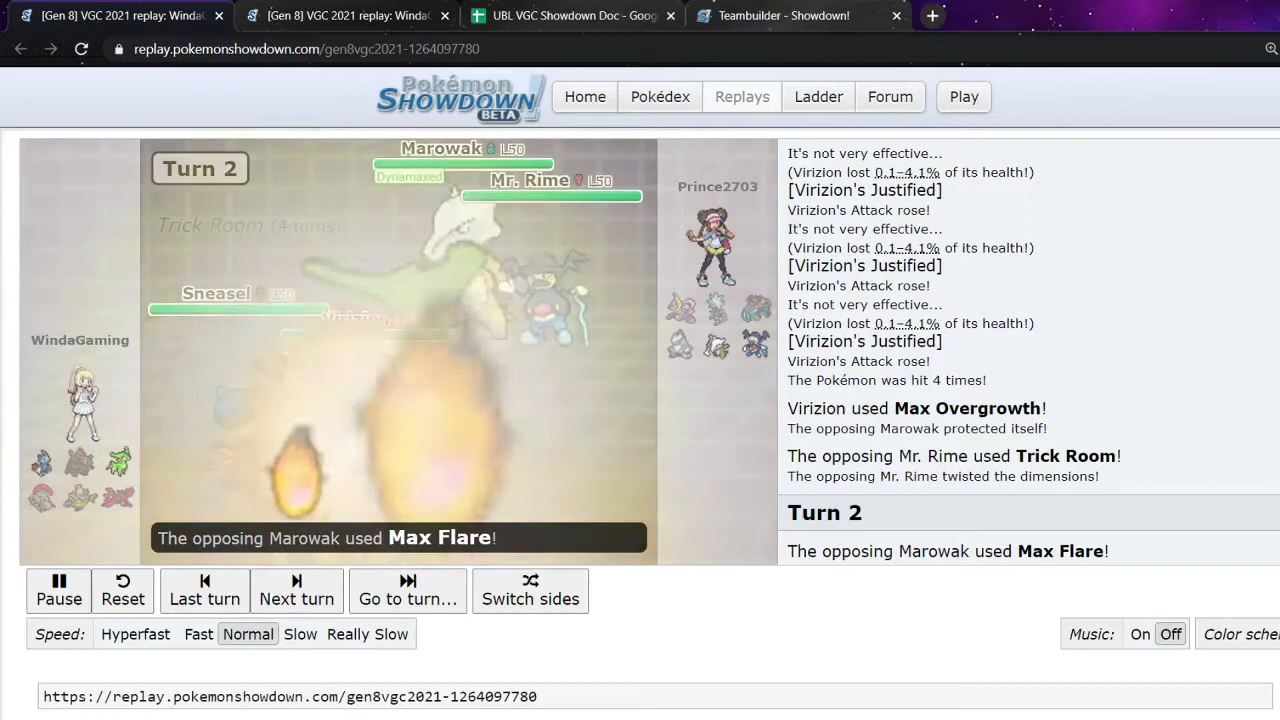 [Gen 8] VGC 2021 replay: Winda
[Gen 8] VGC 2021 replay: Winda
UBL VGC Showdown Doc - Goog
Teambuilder - Showdown!
replay.pokemonshowdown.com/gen8vgc2021-1264097780
Pokémon
SHOWDOWN!
BETA
Home
Pokédex
Replays
Ladder
Forum
Play
Turn 2
Marowak L50
Dynamaxed
Mr. Rime L50
Trick Room (4 turns)
Sneasel L50
Virizion
The opposing Marowak used Max Flare!
WindaGaming
Prince2703
It's not very effective...
(Virizion lost 0.1–4.1% of its health!)
[Virizion's Justified]
Virizion's Attack rose!
It's not very effective...
(Virizion lost 0.1–4.1% of its health!)
[Virizion's Justified]
Virizion's Attack rose!
It's not very effective...
(Virizion lost 0.1–4.1% of its health!)
[Virizion's Justified]
Virizion's Attack rose!
The Pokémon was hit 4 times!
Virizion used Max Overgrowth!
The opposing Marowak protected itself!
The opposing Mr. Rime used Trick Room!
The opposing Mr. Rime twisted the dimensions!
Turn 2
The opposing Marowak used Max Flare!
Pause
Reset
Last turn
Next turn
Go to turn...
Switch sides
Speed: Hyperfast Fast Normal Slow Really Slow
Music: On Off
Color sche
https://replay.pokemonshowdown.com/gen8vgc2021-1264097780